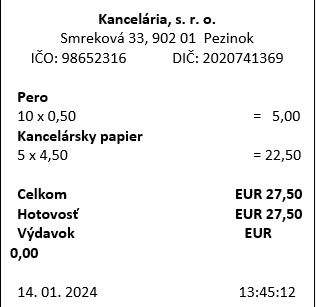 Kancelária, s. r. o.
Smreková 33, 902 01 Pezinok
IČO: 98652316 DIČ: 2020741369
Pero
10 x 0,50 = 5,00
Kancelársky papier
5 x 4,50 = 22,50
Celkom EUR 27,50
Hotovosť EUR 27,50
Výdavok EUR
0,00
14. 01. 2024 13:45:12